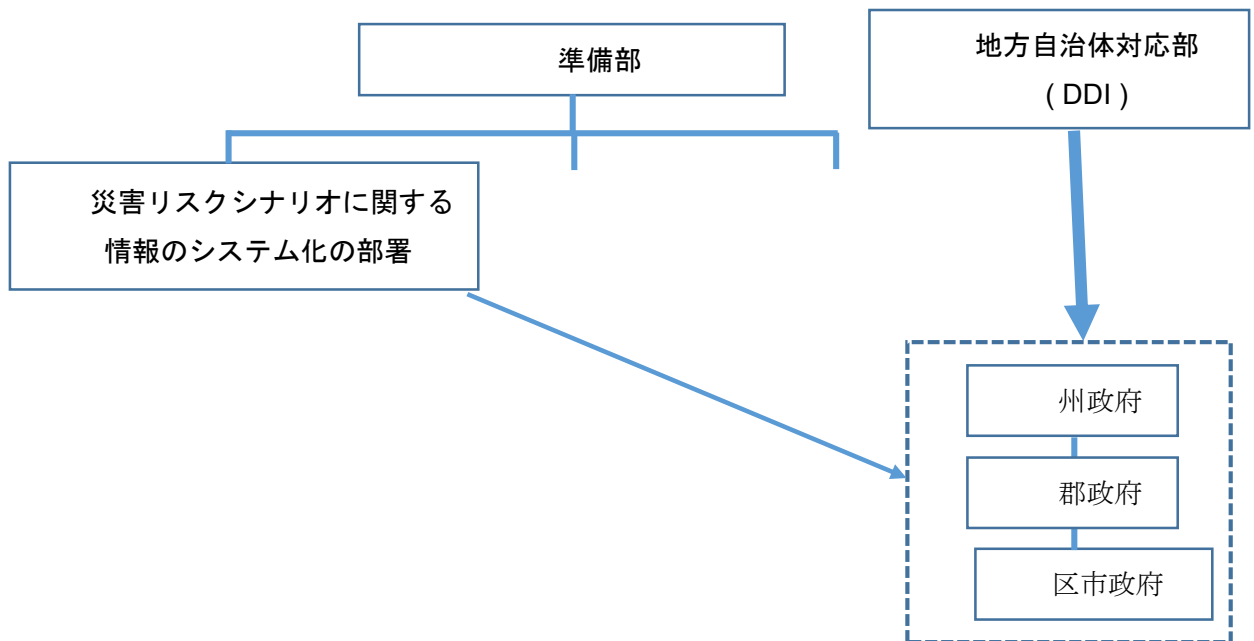 準備部
地方自治体対応部
( DDI )
災害リスクシナリオに関する
情報のシステム化の部署
州政府
郡政府
区市政府